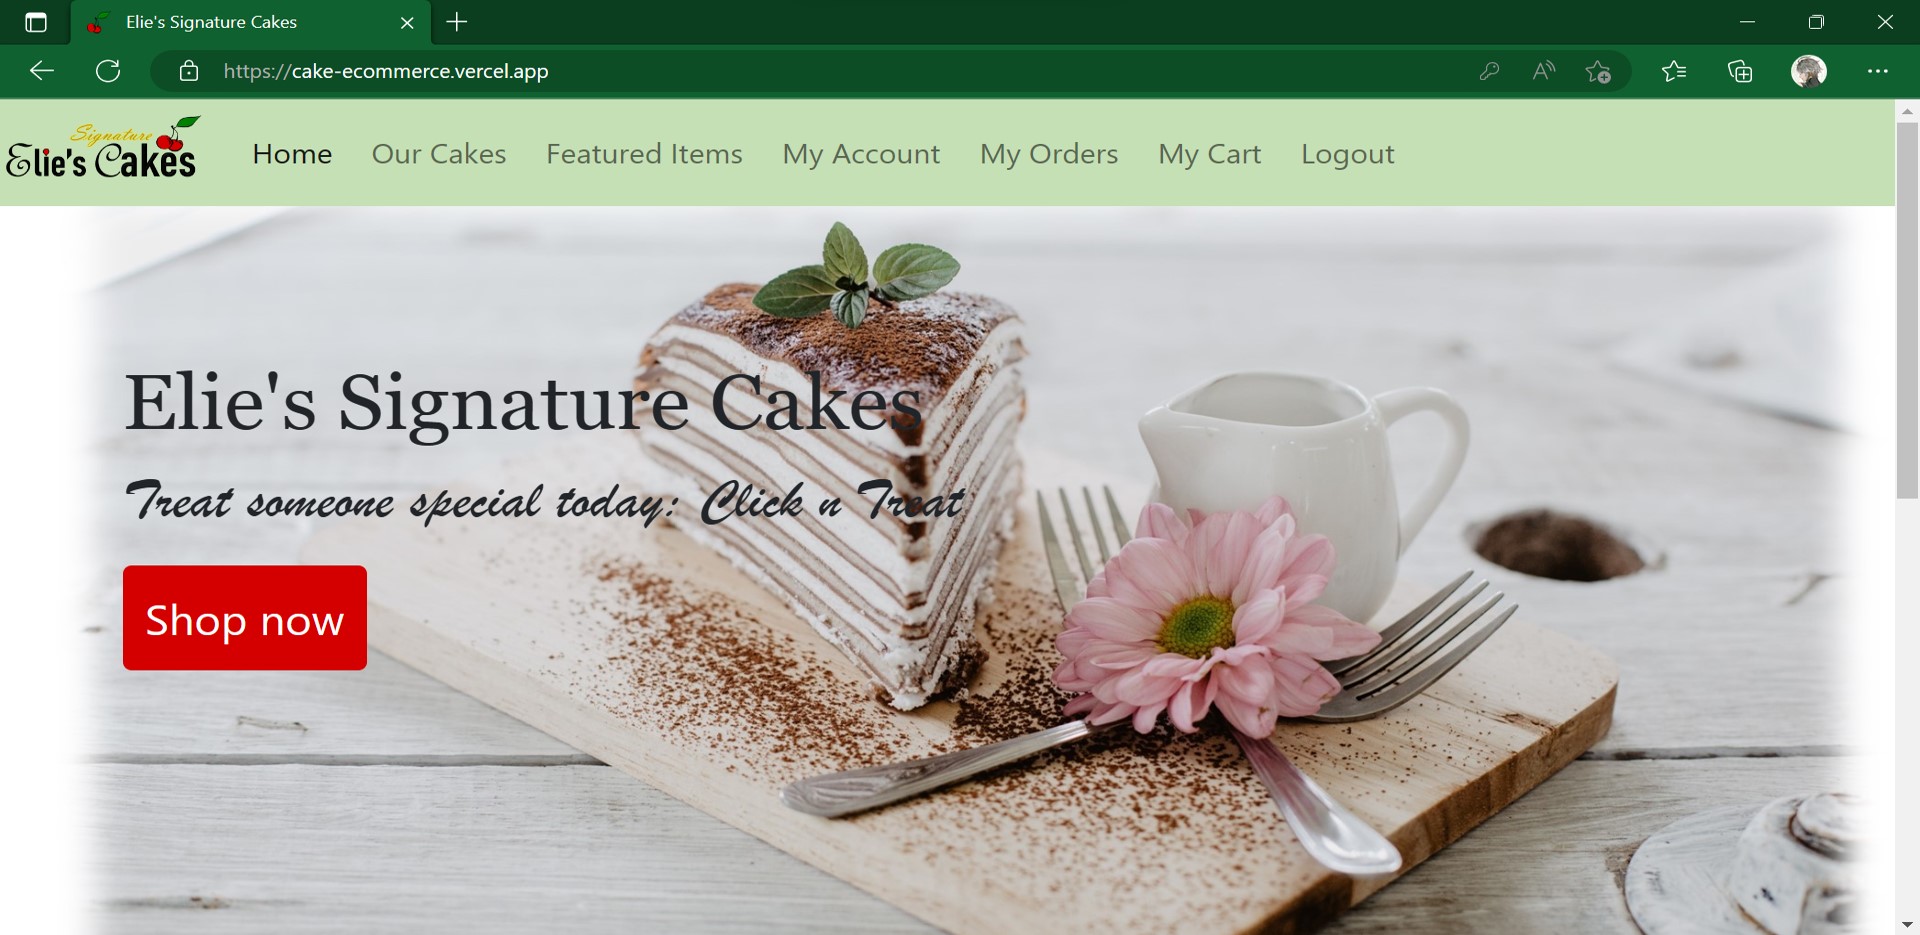 Elie's Signature Cakes
https://cake-ecommerce.vercel.app
Signature
Elie's Cakes
Home Our Cakes Featured Items My Account My Orders My Cart Logout
Elie's Signature Cakes
Treat someone special today: Click n Treat
Shop now